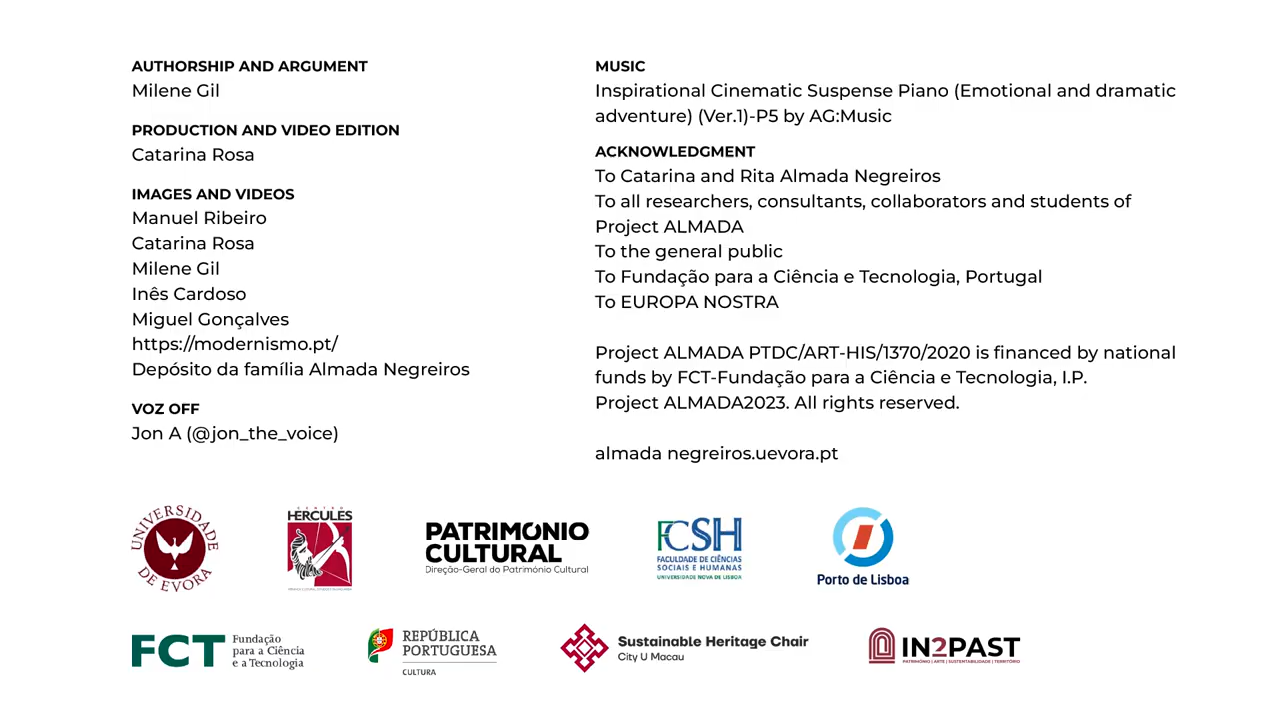 AUTHORSHIP AND ARGUMENT
Milene Gil
PRODUCTION AND VIDEO EDITION
Catarina Rosa
IMAGES AND VIDEOS
Manuel Ribeiro
Catarina Rosa
Milene Gil
Inês Cardoso
Miguel Gonçalves
https://modernismo.pt/
Depósito da família Almada Negreiros
VOZ OFF
Jon A (@jon_the_voice)
MUSIC
Inspirational Cinematic Suspense Piano (Emotional and dramatic
adventure) (Ver.1)-P5 by AG:Music
ACKNOWLEDGMENT
To Catarina and Rita Almada Negreiros
To all researchers, consultants, collaborators and students of
Project ALMADA
To the general public
To Fundação para a Ciência e Tecnologia, Portugal
To EUROPA NOSTRA
Project ALMADA PTDC/ART-HIS/1370/2020 is financed by national
funds by FCT-Fundação para a Ciência e Tecnologia, I.P.
Project ALMADA2023. All rights reserved.
almada negreiros.uevora.pt
UNIVERSIDADE
DE EVORA
CENTRO
HERCULES
PATRIMÓNIO
CULTURAL
Direção-Geral do Património Cultural
FCSH
FACULDADE DE CIÊNCIAS
SOCIAIS E HUMANAS
UNIVERSIDADE NOVA DE LISBOA
Porto de Lisboa
FCT
Fundação
para a Ciência
e a Tecnologia
REPÚBLICA
PORTUGUESA
CULTURA
Sustainable Heritage Chair
City U Macau
IN2PAST
PATRIMÓNIO | ARTE | SUSTENTABILIDADE | TERRITÓRIO